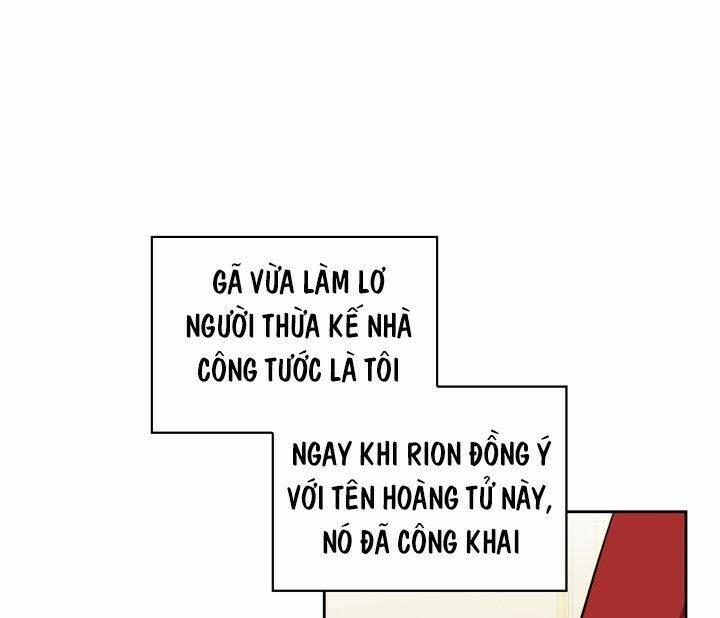 GÃ VỪA LÀM LƠ
NGƯỜI THỪA KẾ NHÀ
CÔNG TƯỚC LÀ TÔI
NGAY KHI RION ĐỒNG Ý
VỚI TÊN HOÀNG TỬ NÀY,
NÓ ĐÃ CÔNG KHAI